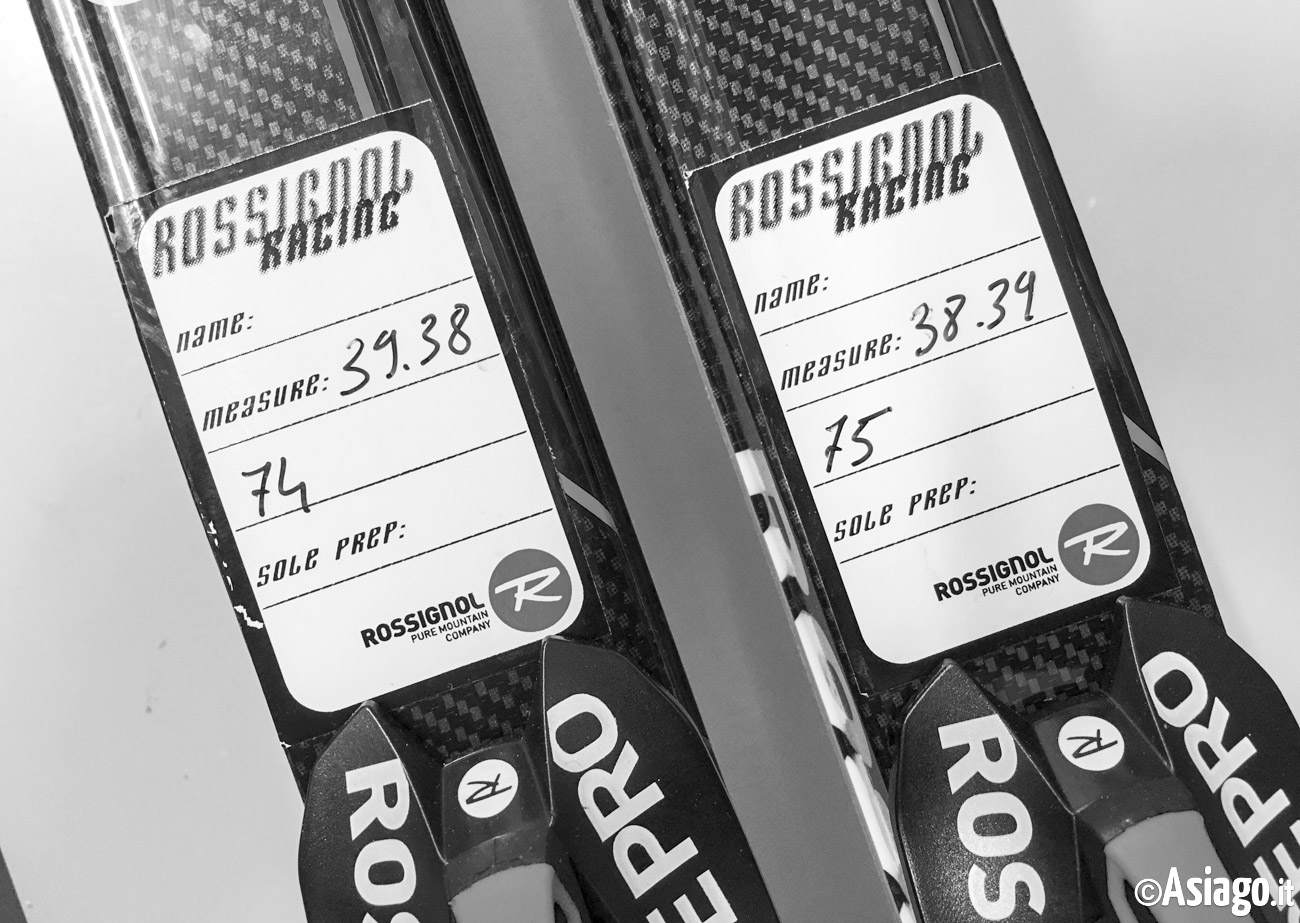 ROSSIGNOL
RACING
name:
measure: 39.38
74
SOLE PREP:
ROSSIGNOL
PURE MOUNTAIN
COMPANY
R
ROSSIGNOL
RACING
name:
measure: 38.39
75
SOLE PREP:
ROSSIGNOL
PURE MOUNTAIN
COMPANY
R
ROS
R
EPRO
ROS
R
EPRO
©Asiago.it